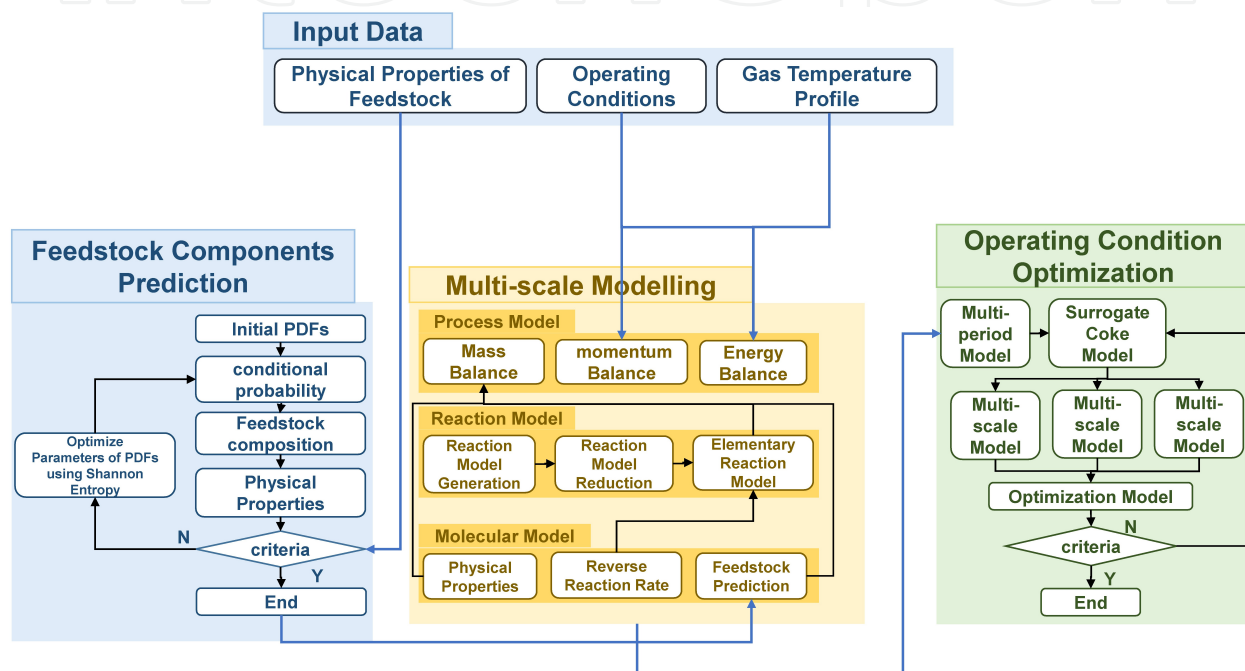 Input Data
Physical Properties of
Feedstock
Operating
Conditions
Gas Temperature
Profile
Feedstock Components
Prediction
Initial PDFs
conditional
probability
Feedstock
composition
Optimize
Parameters of PDFs
using Shannon
Entropy
Physical
Properties
N
criteria
Y
End
Multi-scale Modelling
Process Model
Mass
Balance
momentum
Balance
Energy
Balance
Reaction Model
Reaction
Model
Generation
Reaction
Model
Reduction
Elementary
Reaction
Model
Molecular Model
Physical
Properties
Reverse
Reaction Rate
Feedstock
Prediction
Operating Condition
Optimization
Multi-
period
Model
Surrogate
Coke
Model
Multi-
scale
Model
Multi-
scale
Model
Multi-
scale
Model
Optimization Model
N
criteria
Y
End